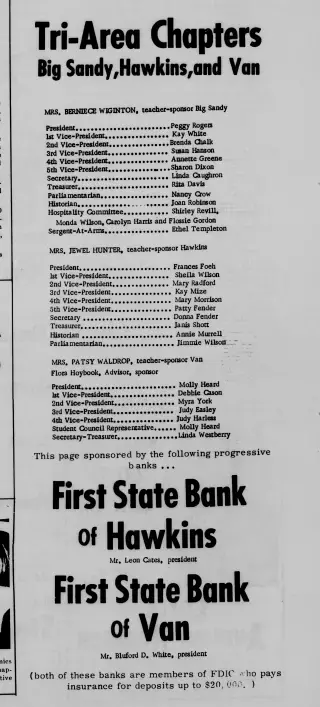 Tri-Area Chapters
Big Sandy,Hawkins,and Van
MRS. BERNIECE WIGINTON, teacher-sponsor Big Sandy
President........................Peggy Rogers
1st Vice-President................ Kay White
2nd Vice-President................Brenda Chalk
3rd Vice-President................ Susan Hanson
4th Vice-President................ Annette Greene
5th Vice-President................Sharon Dixon
Secretary....................... Linda Caughron
Treasurer....................... Rita Davis
Parliamentarian................. Nancy Crow
Historian....................... Joan Robinson
Hospitality Committee............ Shirley Revill,
Monda Wilson, Carolyn Harris and Flossie Gordon
Sergent-At-Arms................ Ethel Templeton
MRS. JEWEL HUNTER, teacher-sponsor Hawkins
President....................... Frances Foeh
1st Vice-President............... Sheila Wilson
2nd Vice-President............... Mary Radford
3rd Vice-President............... Kay Mize
4th Vice-President............... Mary Morrison
5th Vice-President............... Patty Fender
Secretary ...................... Donna Fender
Treasurer....................... Janis Shott
Historian ...................... Annie Murrell
Parliamentarian................. Jimmie Wilson
MRS. PATSY WALDROP, teacher-sponsor Van
Flors Hoybook, Advisor, sponsor
President........................ Molly Heard
1st Vice-President................ Debbie Cason
2nd Vice-President................ Myra York
3rd Vice-President................ Judy Easley
4th Vice-President................ Judy Harless
Student Council Representative...... Molly Heard
Secretary-Treasurer...............Linda Westberry
This page sponsored by the following progressive
banks ...
First State Bank
Of Hawkins
Mr. Leon Cates, president
First State Bank
Of Van
Mr. Bluford D. White, president
(both of these banks are members of FDIC who pays
insurance for deposits up to $20,000. )